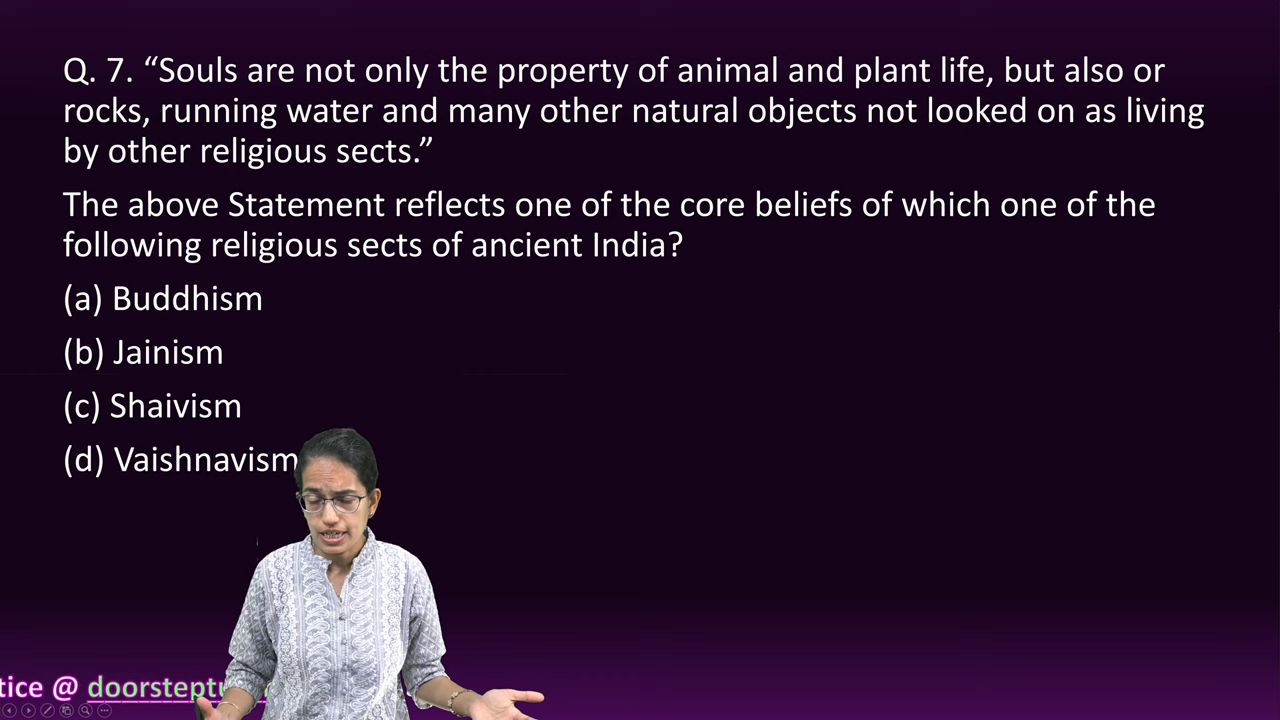 Q. 7. “Souls are not only the property of animal and plant life, but also or
rocks, running water and many other natural objects not looked on as living
by other religious sects.”
The above Statement reflects one of the core beliefs of which one of the
following religious sects of ancient India?
(a) Buddhism
(b) Jainism
(c) Shaivism
(d) Vaishnavism
tice @